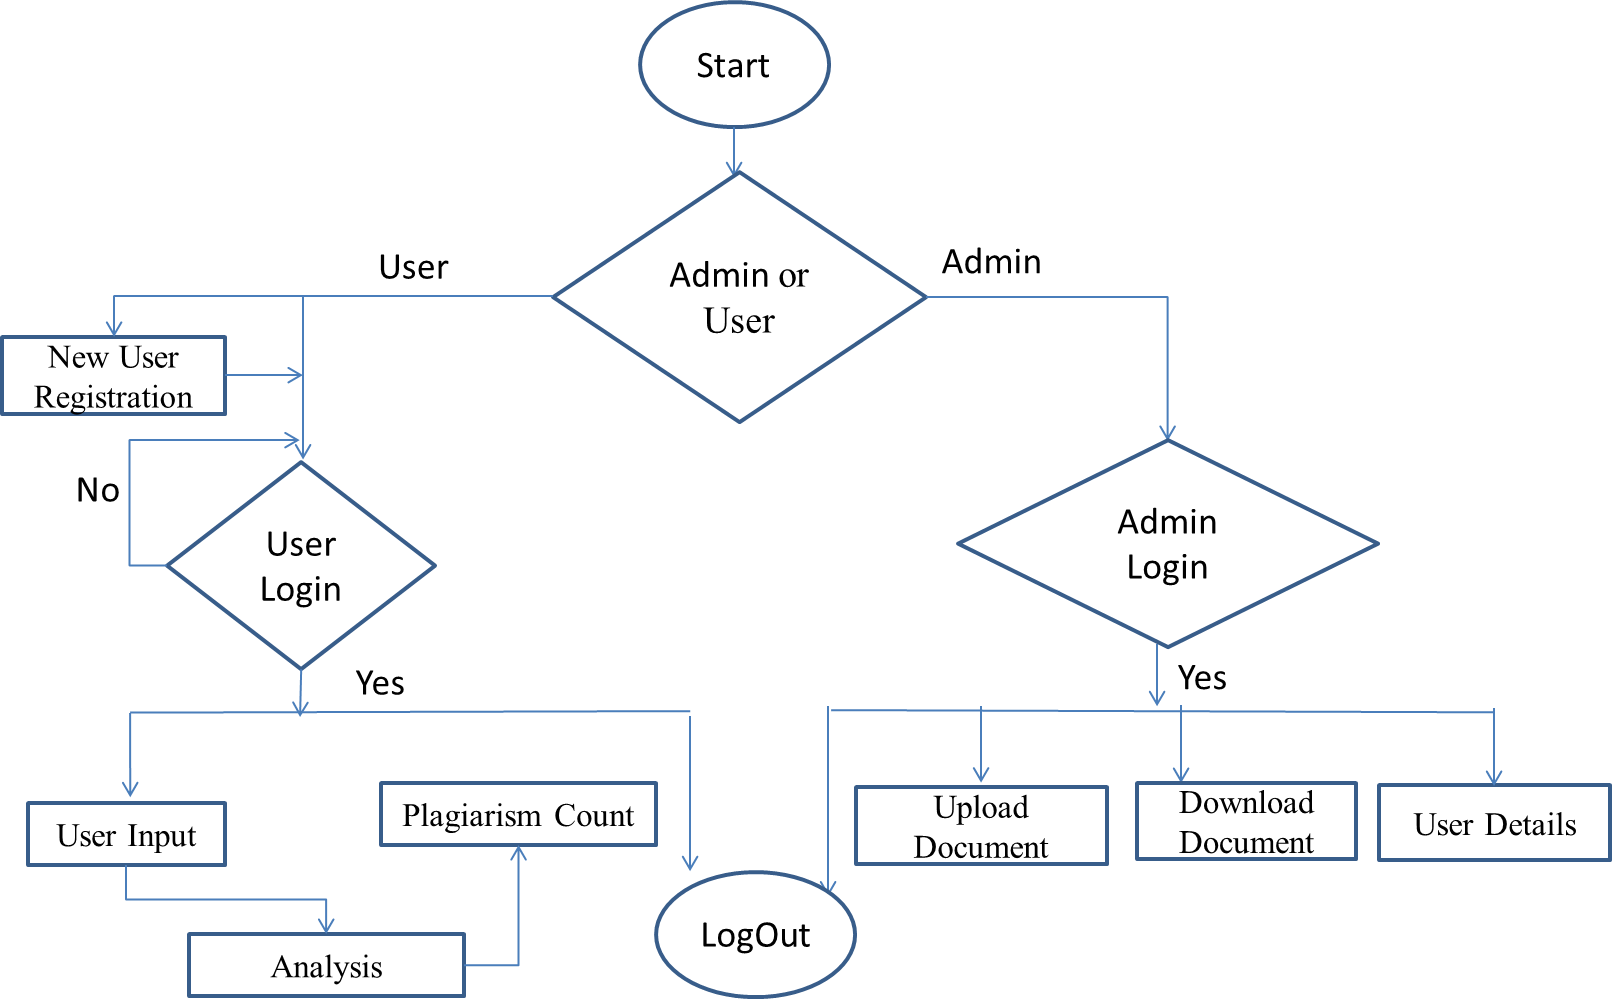 Start
User
Admin
Admin or
User
New User
Registration
No
User
Login
Admin
Login
Yes
Yes
User Input
Plagiarism Count
Upload
Document
Download
Document
User Details
LogOut
Analysis